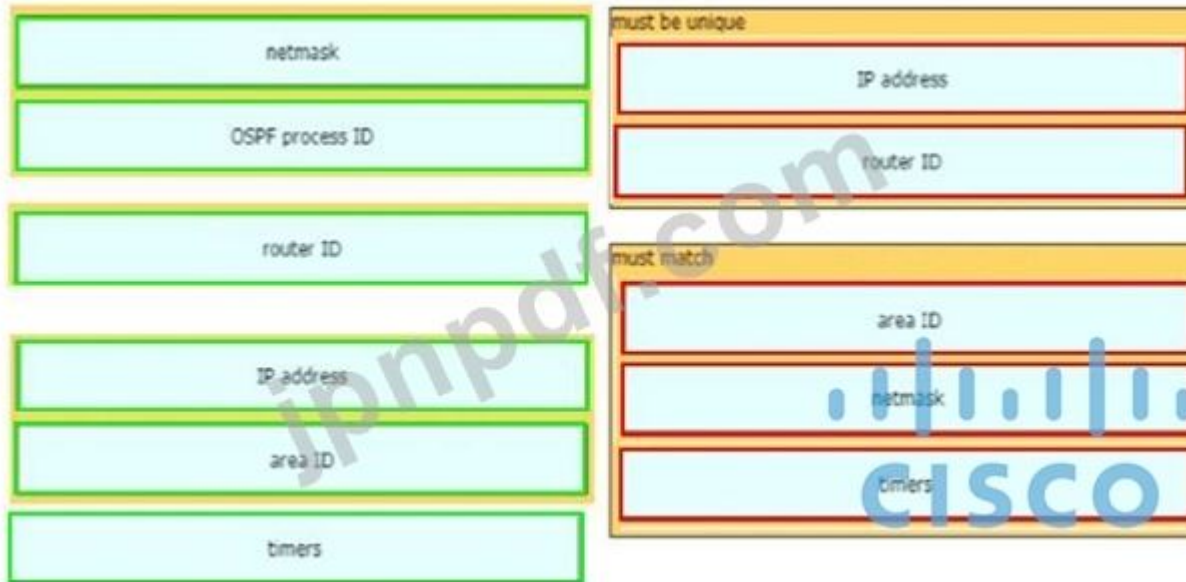 netmask
OSPF process ID
router ID
IP address
area ID
timers
must be unique
IP address
router ID
must match
area ID
netmask
timers
CISCO
jpnpdf.com